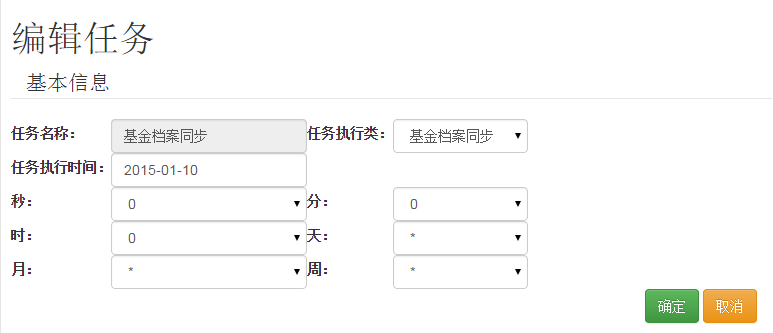 编辑任务
基本信息
任务名称： 基金档案同步 任务执行类： 基金档案同步
任务执行时间： 2015-01-10
秒： 0 分： 0
时： 0 天： *
月： * 周： *
确定 取消